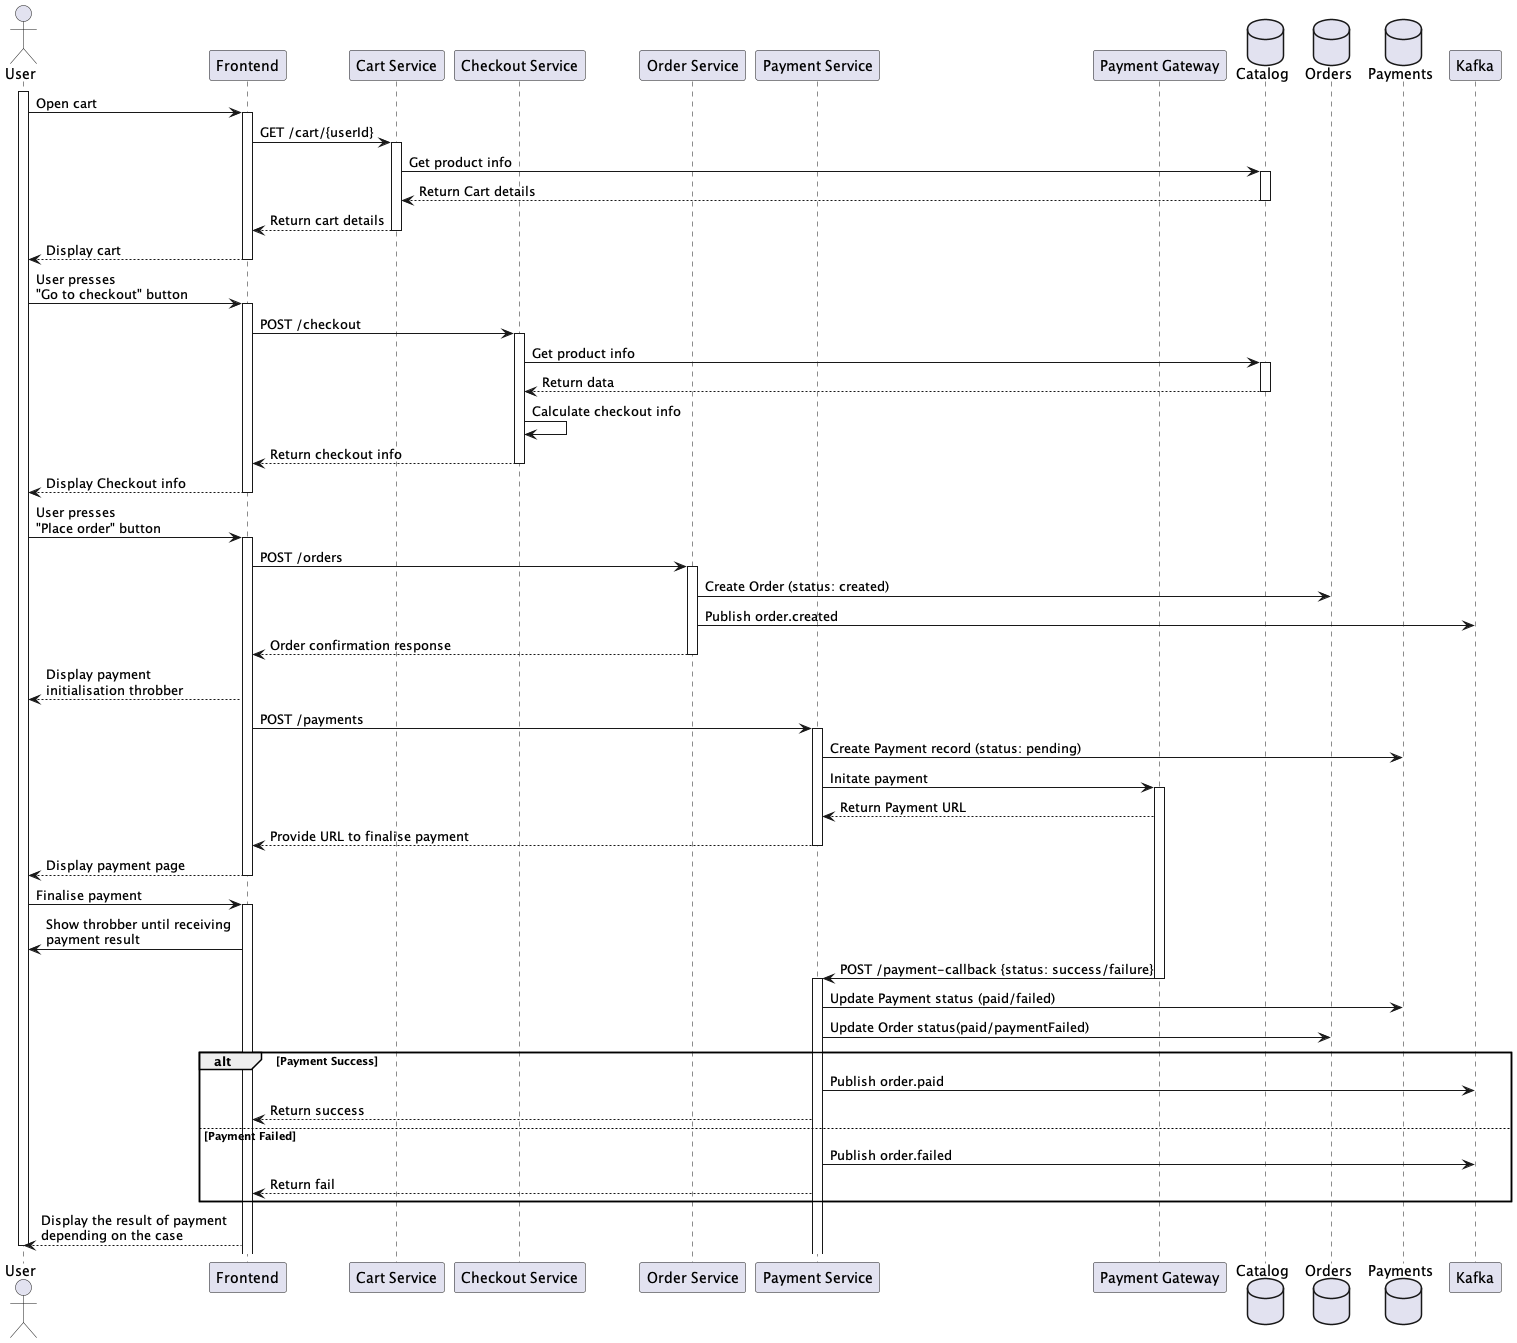 User
Frontend
Cart Service
Checkout Service
Order Service
Payment Service
Payment Gateway
Catalog
Orders
Payments
Kafka
Open cart
GET /cart/{userId}
Get product info
Return Cart details
Return cart details
Display cart
User presses
"Go to checkout" button
POST /checkout
Get product info
Return data
Calculate checkout info
Return checkout info
Display Checkout info
User presses
"Place order" button
POST /orders
Create Order (status: created)
Publish order.created
Order confirmation response
Display payment
initialisation throbber
POST /payments
Create Payment record (status: pending)
Initate payment
Return Payment URL
Provide URL to finalise payment
Display payment page
Finalise payment
Show throbber until receiving
payment result
POST /payment-callback {status: success/failure}
Update Payment status (paid/failed)
Update Order status(paid/paymentFailed)
alt [Payment Success]
Publish order.paid
Return success
[Payment Failed]
Publish order.failed
Return fail
Display the result of payment
depending on the case
User
Frontend
Cart Service
Checkout Service
Order Service
Payment Service
Payment Gateway
Catalog
Orders
Payments
Kafka